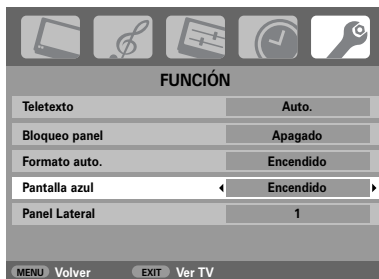 FUNCIÓN
Teletexto Auto.
Bloqueo panel Apagado
Formato auto. Encendido
Pantalla azul Encendido
Panel Lateral 1
MENU Volver EXIT Ver TV